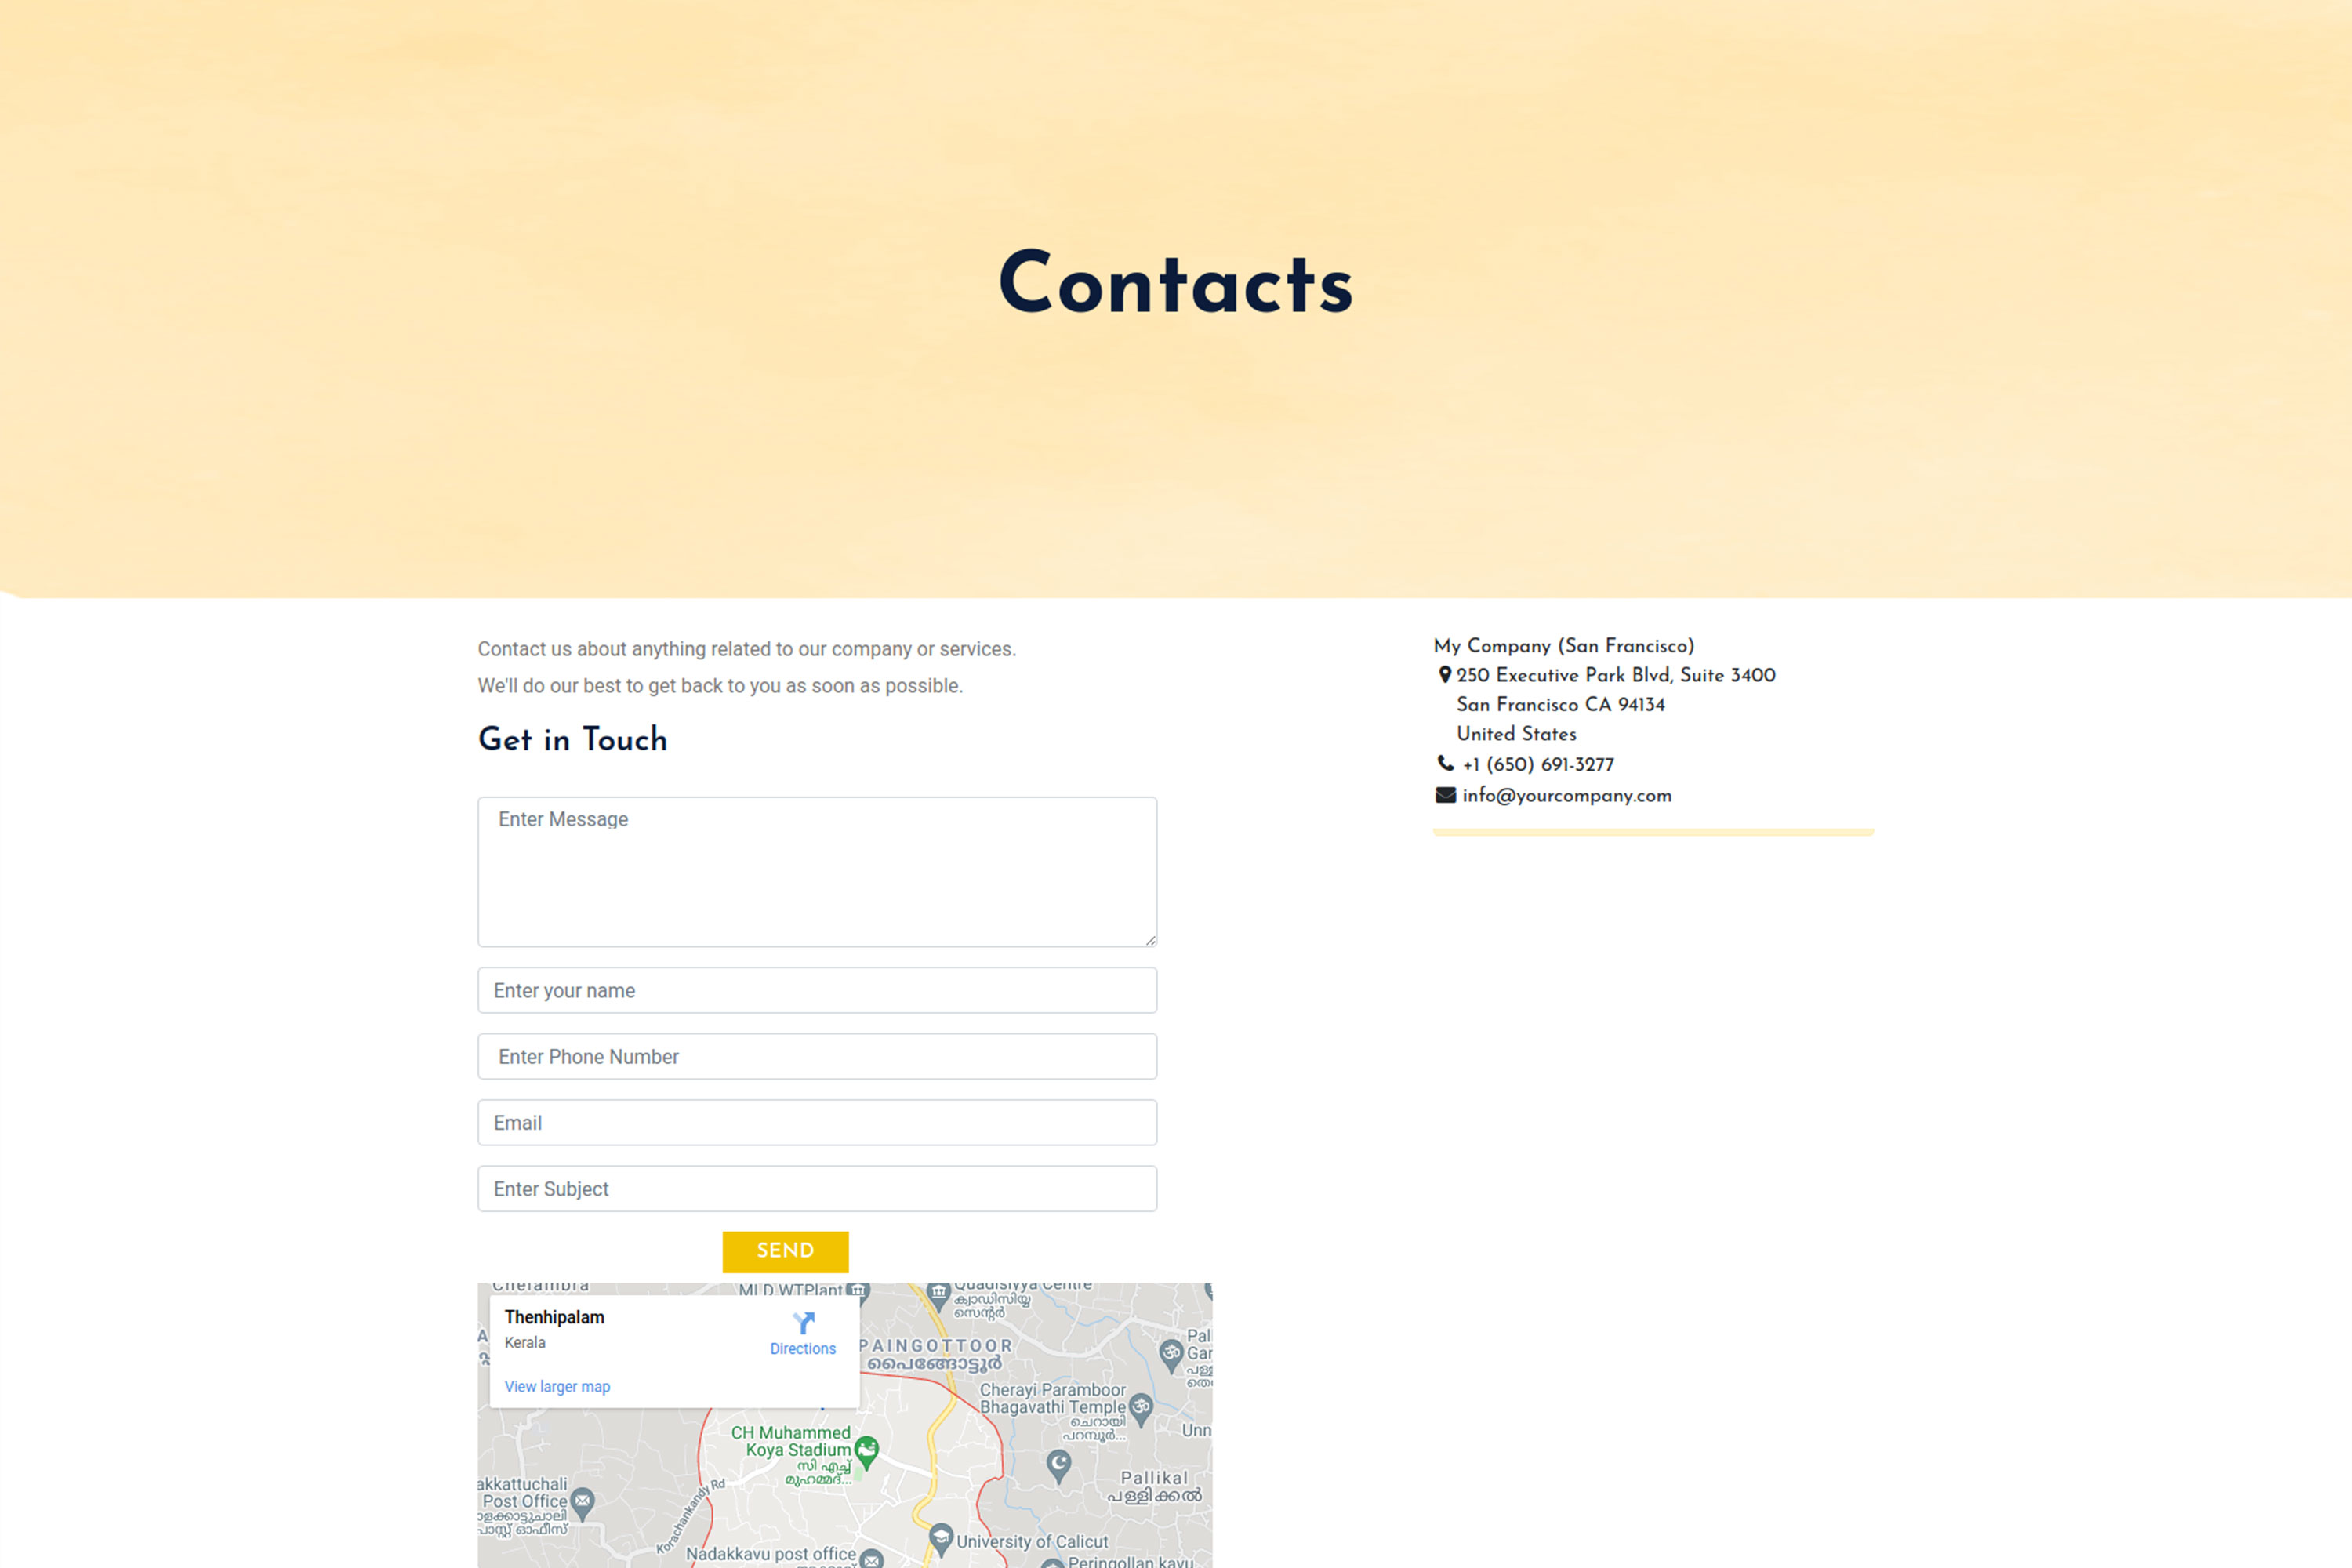 Contacts
Contact us about anything related to our company or services.
We'll do our best to get back to you as soon as possible.
Get in Touch
Enter Message
Enter your name
Enter Phone Number
Email
Enter Subject
SEND
My Company (San Francisco)
250 Executive Park Blvd, Suite 3400
San Francisco CA 94134
United States
+1 (650) 691-3277
info@yourcompany.com
Cherambra
MLD WTPlant
Quadisiyya Centre
ക്വാഡിസിയ്യ
സെന്റർ
Thenhipalam
Kerala
Directions
View larger map
PAINGOTTOOR
പൈങ്ങോട്ടൂർ
Cherayi Paramboor
Bhagavathi Temple
ചെറായി
പറമ്പൂർ...
Unn
CH Muhammed
Koya Stadium
സി എച്ച്
മുഹമ്മദ്...
Pallikal
പള്ളിക്കൽ
akkattuchali
Post Office
ളക്കാട്ടുചാലി
പോസ്റ്റ് ഓഫീസ്
Korachankandy Rd
University of Calicut
Nadakkavu post office
Peringollan kavu